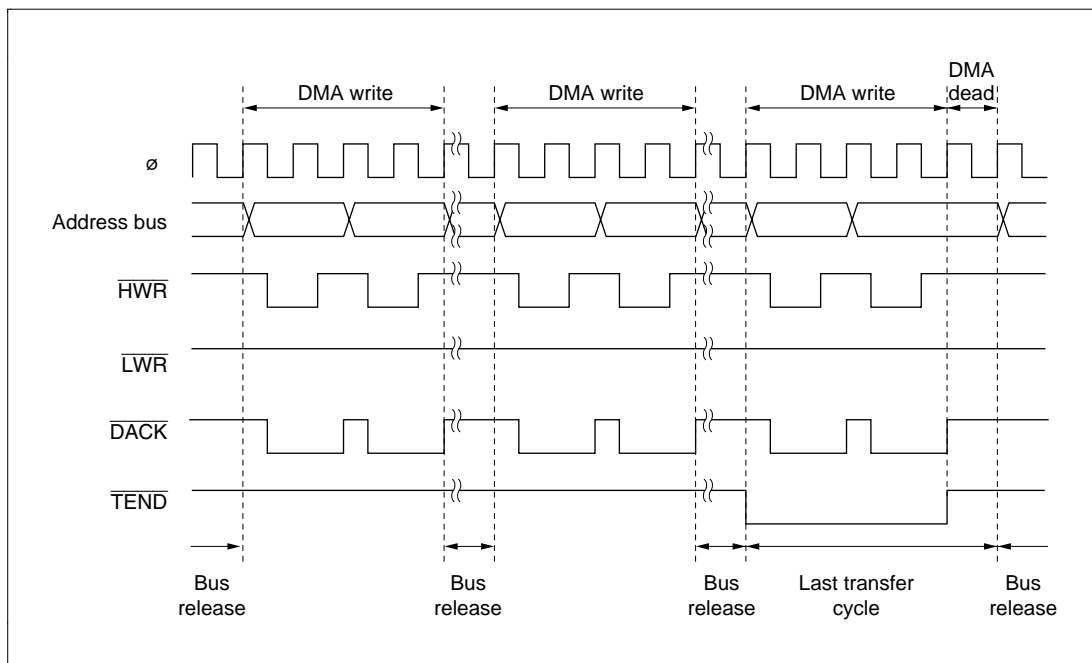 DMA
dead
DMA write
DMA write
DMA write
ø
Address bus
HWR
LWR
DACK
TEND
Bus
release
Bus
release
Bus
release
Last transfer
cycle
Bus
release